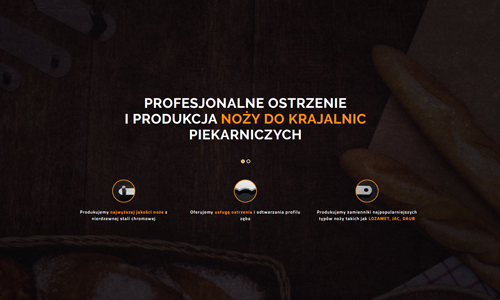 PROFESJONALNE OSTRZENIE
I PRODUKCJA NOŻY DO KRAJALNIC
PIEKARNICZYCH
Produkujemy najwyższej jakości noże z
nierdzewnej stali chromowej
Oferujemy usługę ostrzenia i odtwarzania profilu
zęba
Produkujemy zamienniki najpopularniejszych
typów noży takich jak LOZAMET, JAC, DAUB